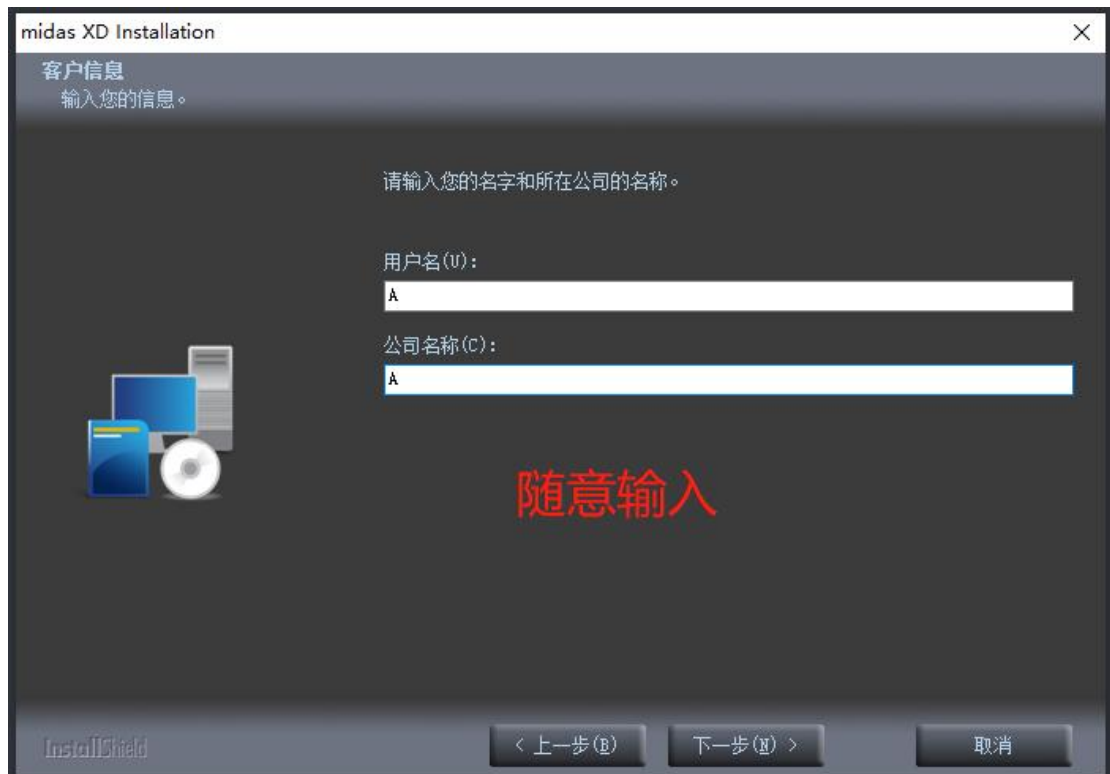 midas XD Installation
客户信息
输入您的信息。
请输入您的名字和所在公司的名称。
用户名(U):
A
公司名称(C):
A
随意输入
InstallShield
< 上一步(B)
下一步(N) >
取消